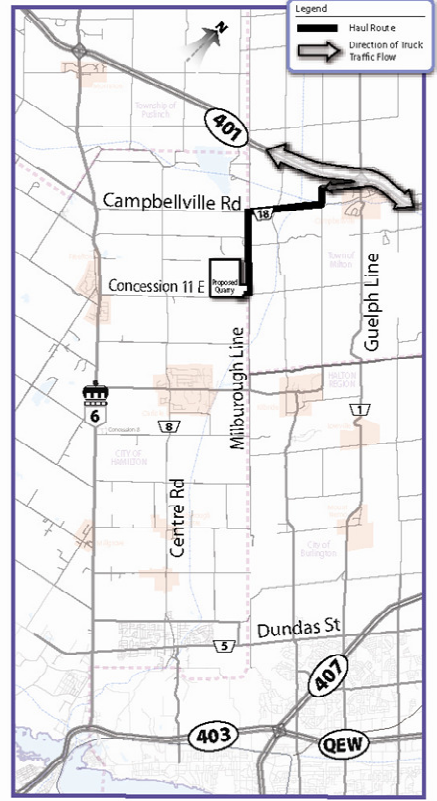 Legend
Haul Route
Direction of Truck
Traffic Flow
N
Township of
Puslinch
401
Campbellville Rd
18
Town of
Milton
Concession 11 E
Proposed
Quarry
Guelph Line
Milburough Line
HALTON
REGION
6
1
8
CITY OF
HAMILTON
Centre Rd
City of
Burlington
Dundas St
5
407
403
QEW